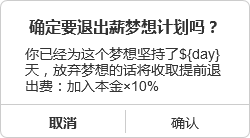 确定要退出薪梦想计划吗？
你已经为这个梦想坚持了${day}
天，放弃梦想的话将收取提前退
出费：加入本金×10%
取消
确认